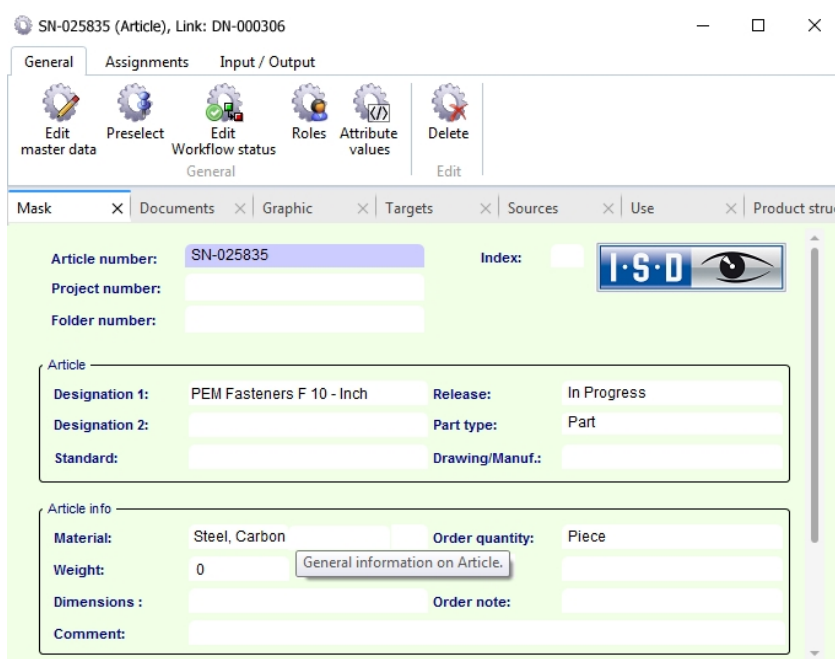 SN-025835 (Article), Link: DN-000306
General Assignments Input / Output
Edit master data Preselect Edit Workflow status Roles Attribute values Delete
General Edit
Mask Documents Graphic Targets Sources Use Product stru
Article number: SN-025835 Index: I·S·D
Project number:
Folder number:
Article
Designation 1: PEM Fasteners F 10 - Inch Release: In Progress
Designation 2: Part type: Part
Standard: Drawing/Manuf.:
Article info
Material: Steel, Carbon Order quantity: Piece
Weight: 0 General information on Article.
Dimensions : Order note:
Comment: